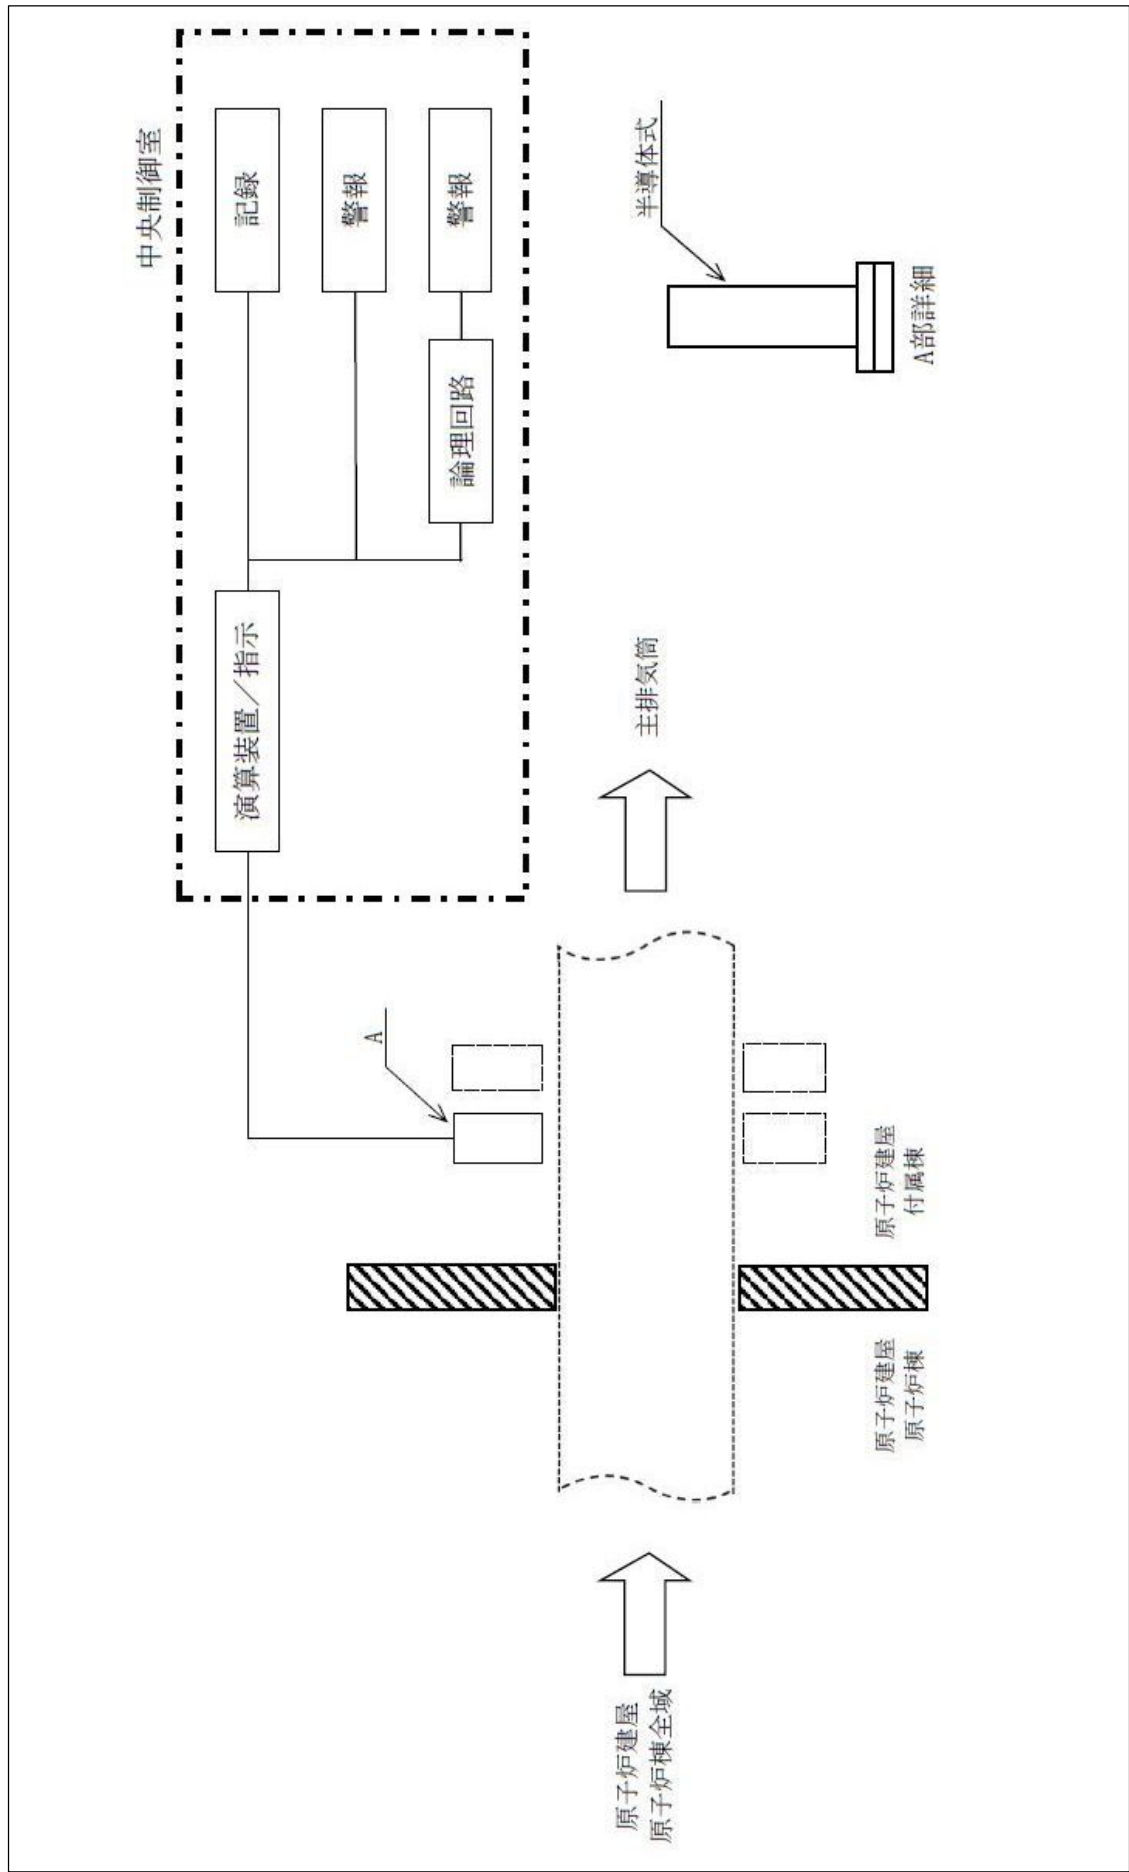 中央制御室
記録
警報
警報
論理回路
演算装置／指示
半導体式
A部詳細
A
主排気筒
原子炉建屋
付属棟
原子炉建屋
原子炉棟
原子炉建屋
原子炉棟全域